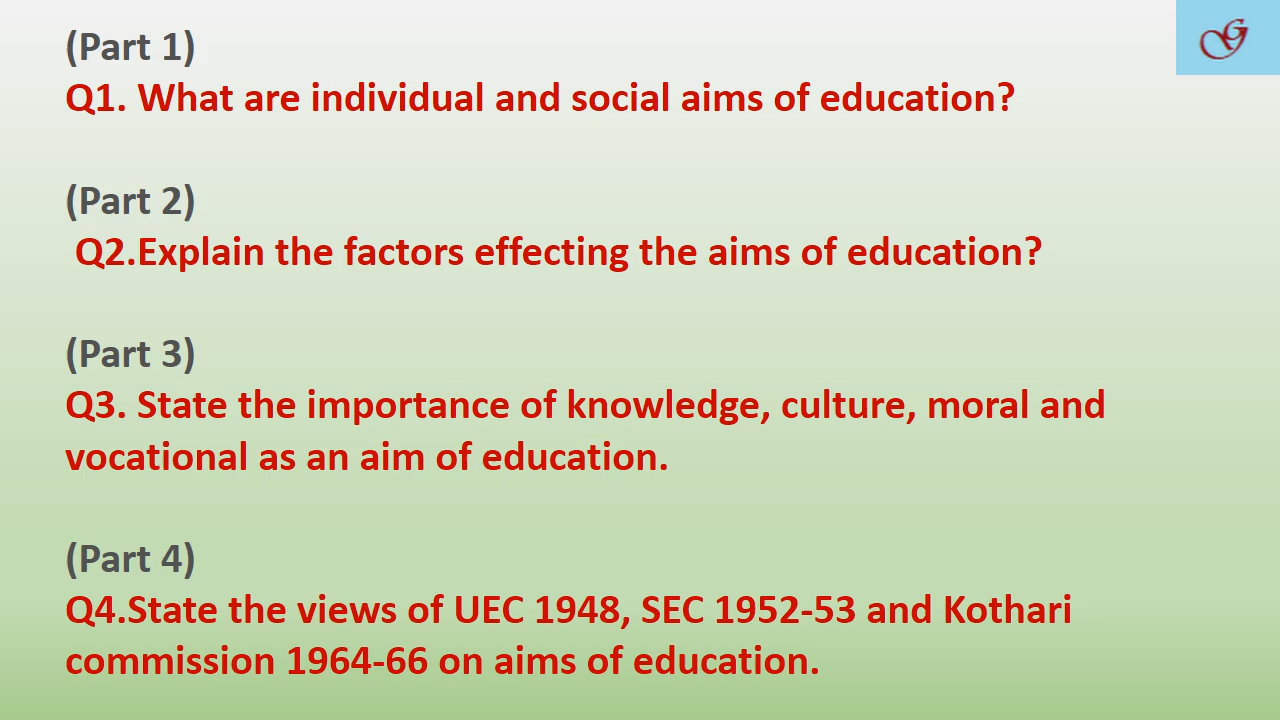 (Part 1)
Q1. What are individual and social aims of education?
(Part 2)
Q2.Explain the factors effecting the aims of education?
(Part 3)
Q3. State the importance of knowledge, culture, moral and
vocational as an aim of education.
(Part 4)
Q4.State the views of UEC 1948, SEC 1952-53 and Kothari
commission 1964-66 on aims of education.